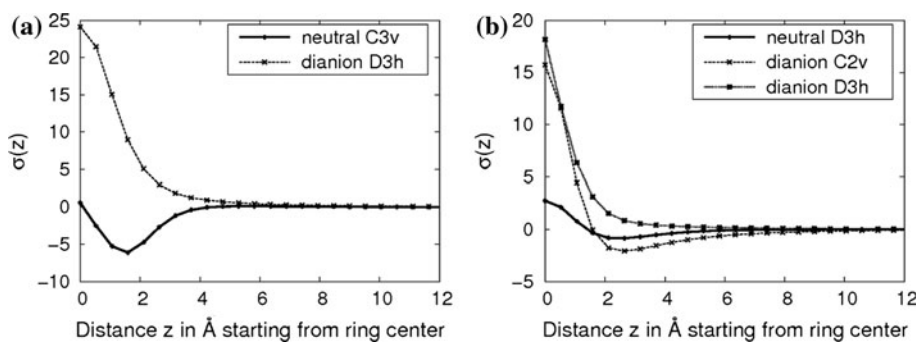 (a)
25
20
15
10
5
0
−5
−10
σ(z)
neutral C3v
dianion D3h
0 2 4 6 8 10 12
Distance z in Å starting from ring center
(b)
20
15
10
5
0
−5
σ(z)
neutral D3h
dianion C2v
dianion D3h
0 2 4 6 8 10 12
Distance z in Å starting from ring center